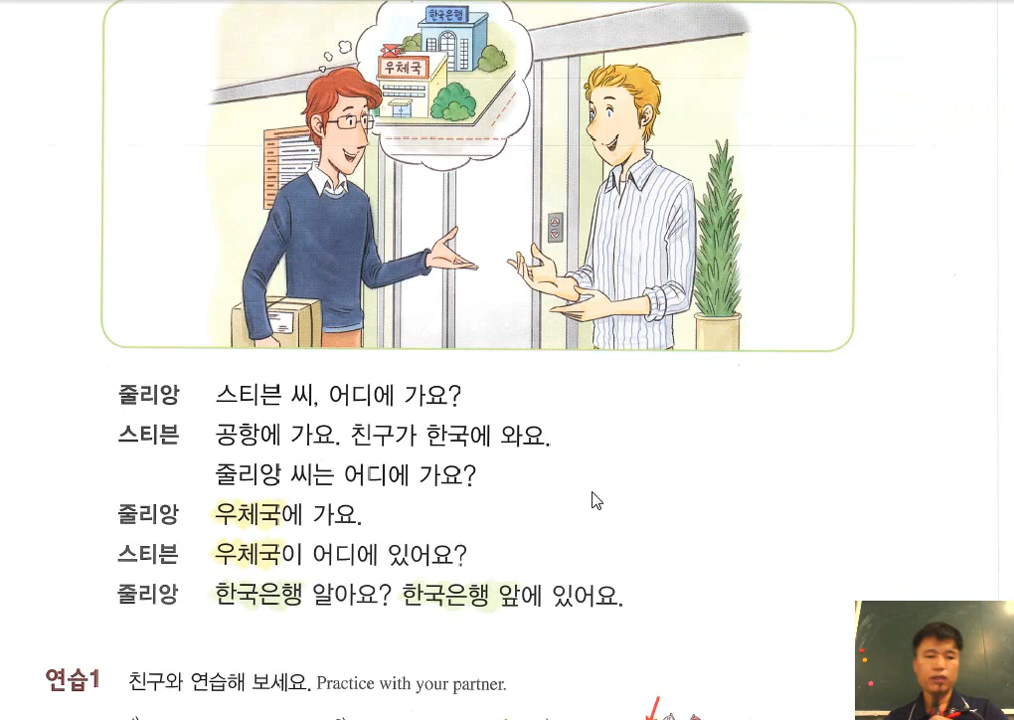 한국은행
우체국
줄리앙 스티븐 씨, 어디에 가요?
스티븐 공항에 가요. 친구가 한국에 와요.
줄리앙 씨는 어디에 가요?
줄리앙 우체국에 가요.
스티븐 우체국이 어디에 있어요?
줄리앙 한국은행 알아요? 한국은행 앞에 있어요.
연습1 친구와 연습해 보세요. Practice with your partner.